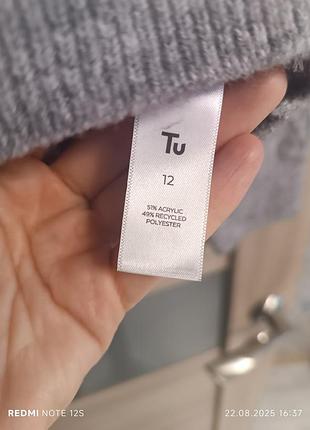 Tu
12
51% ACRYLIC
49% RECYCLED
POLYESTER
REDMI NOTE 12S
22.08.2025 16:37